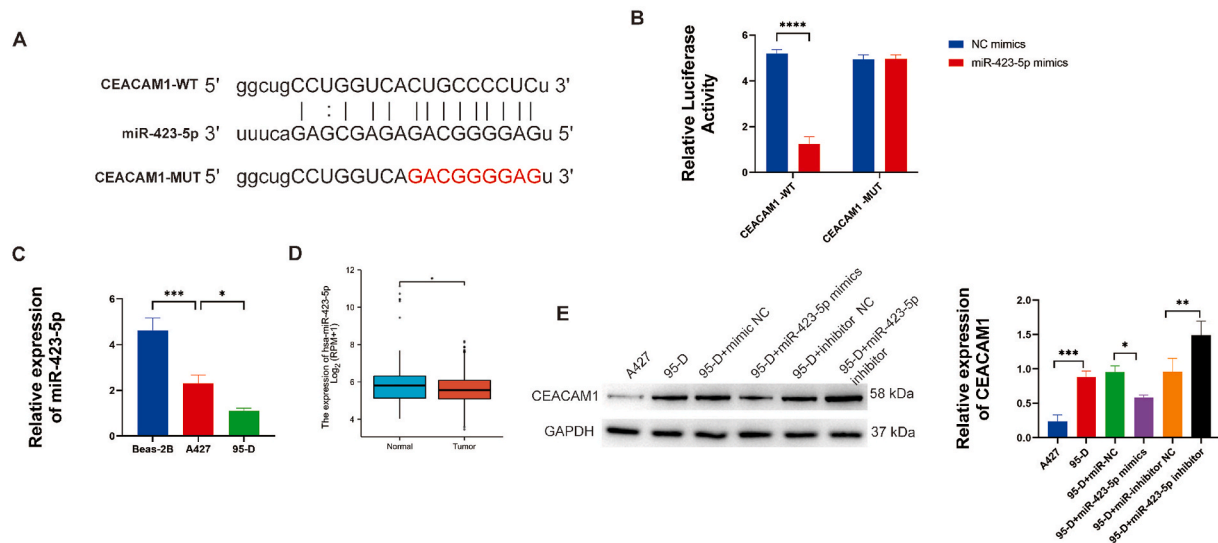 A
CEACAM1-WT 5' ggcugCCUGGUCACUGCCCCUCu 3'
miR-423-5p 3' uuucaGAGCGAGAGACGGGGAGu 5'
CEACAM1-MUT 5' ggcugCCUGGUCAGACGGGGAGu 3'
B
Relative Luciferase
Activity
6
4
2
0
****
CEACAM1 -WT
CEACAM1 -MUT
NC mimics
miR-423-5p mimics
C
Relative expression
of miR-423-5p
6
4
2
0
***
*
Beas-2B
A427
95-D
D
The expression of hsa-miR-423-5p
Log2 (RPM+1)
12
10
8
6
4
*
Normal
Tumor
E
A427
95-D
95-D+mimic NC
95-D+miR-423-5p mimics
95-D+inhibitor NC
95-D+miR-423-5p
inhibitor
CEACAM1
58 kDa
GAPDH
37 kDa
Relative expression
of CEACAM1
2.0
1.5
1.0
0.5
0.0
***
*
**
A427
95-D
95-D+miR-NC
95-D+miR-423-5p mimics
95-D+miR-inhibitor NC
95-D+miR-423-5p inhibitor